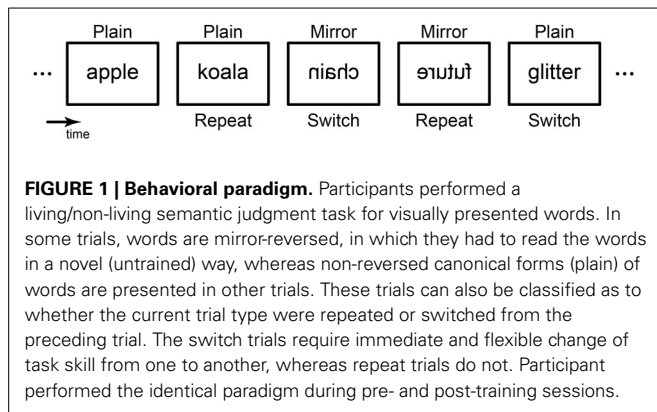 Plain Plain Mirror Mirror Plain
... apple koala chain future glitter ...
time
Repeat Switch Repeat Switch
FIGURE 1 | Behavioral paradigm. Participants performed a
living/non-living semantic judgment task for visually presented words. In
some trials, words are mirror-reversed, in which they had to read the words
in a novel (untrained) way, whereas non-reversed canonical forms (plain) of
words are presented in other trials. These trials can also be classified as to
whether the current trial type were repeated or switched from the
preceding trial. The switch trials require immediate and flexible change of
task skill from one to another, whereas repeat trials do not. Participant
performed the identical paradigm during pre- and post-training sessions.